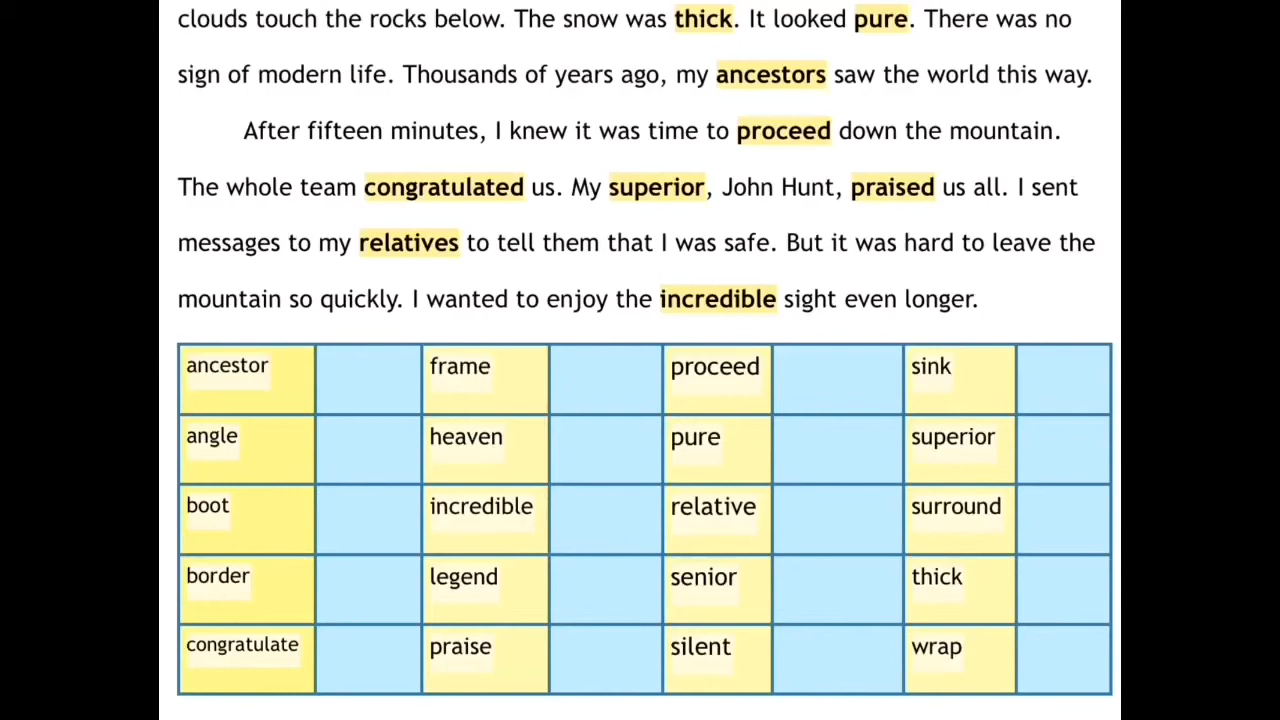 clouds touch the rocks below. The snow was thick. It looked pure. There was no
sign of modern life. Thousands of years ago, my ancestors saw the world this way.
After fifteen minutes, I knew it was time to proceed down the mountain.
The whole team congratulated us. My superior, John Hunt, praised us all. I sent
messages to my relatives to tell them that I was safe. But it was hard to leave the
mountain so quickly. I wanted to enjoy the incredible sight even longer.
ancestor frame proceed sink
angle heaven pure superior
boot incredible relative surround
border legend senior thick
congratulate praise silent wrap